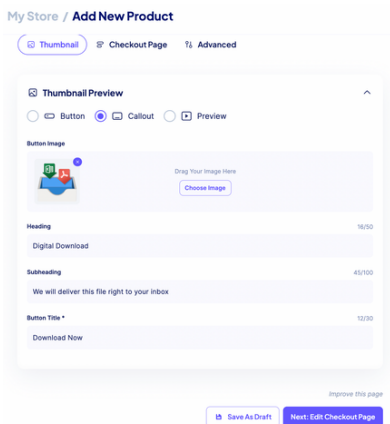 My Store / Add New Product
Thumbnail Checkout Page Advanced
Thumbnail Preview
Button Callout Preview
Button Image
Drag Your Image Here
Choose Image
Heading 16/50
Digital Download
Subheading 45/100
We will deliver this file right to your inbox
Button Title * 12/30
Download Now
Improve this page
Save As Draft Next: Edit Checkout Page